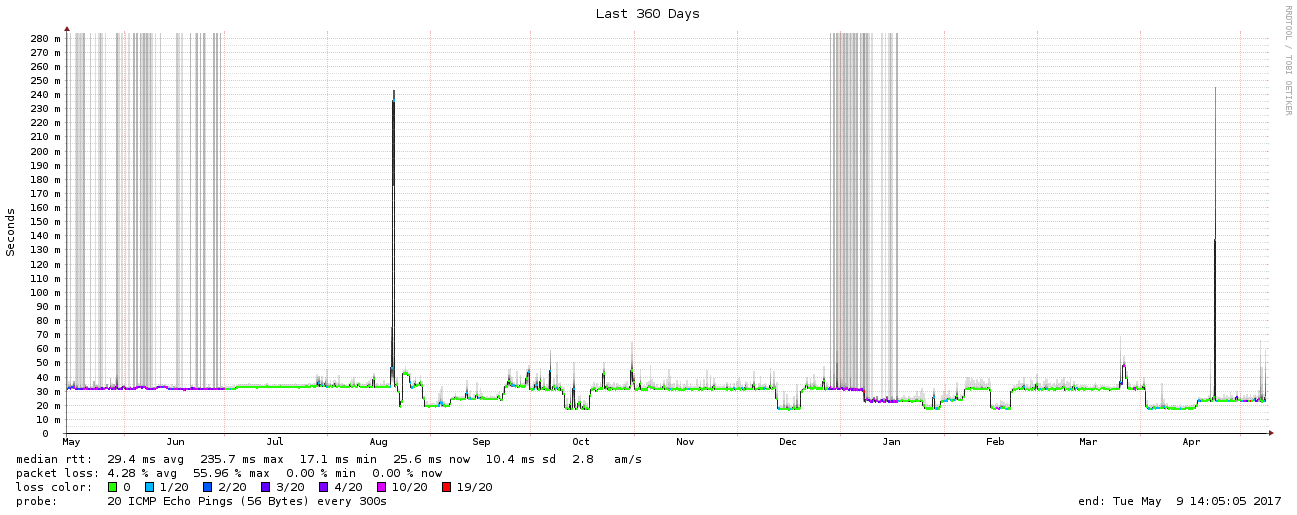 Last 360 Days
RRDTOOL / TOBI OETIKER
Seconds
280 m
270 m
260 m
250 m
240 m
230 m
220 m
210 m
200 m
190 m
180 m
170 m
160 m
150 m
140 m
130 m
120 m
110 m
100 m
90 m
80 m
70 m
60 m
50 m
40 m
30 m
20 m
10 m
0
May Jun Jul Aug Sep Oct Nov Dec Jan Feb Mar Apr
median rtt: 29.4 ms avg 235.7 ms max 17.1 ms min 25.6 ms now 10.4 ms sd 2.8 am/s
packet loss: 4.28 % avg 55.96 % max 0.00 % min 0.00 % now
loss color: 0 1/20 2/20 3/20 4/20 10/20 19/20
probe: 20 ICMP Echo Pings (56 Bytes) every 300s end: Tue May 9 14:05:05 2017